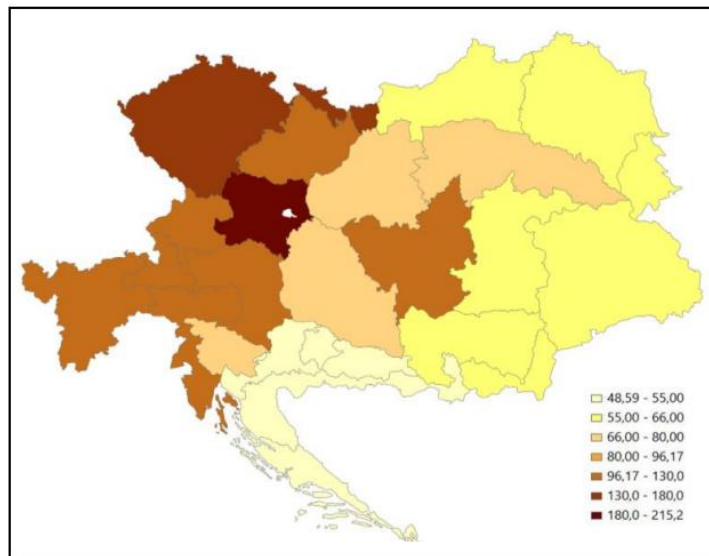 48,59 - 55,00
55,00 - 66,00
66,00 - 80,00
80,00 - 96,17
96,17 - 130,0
130,0 - 180,0
180,0 - 215,2